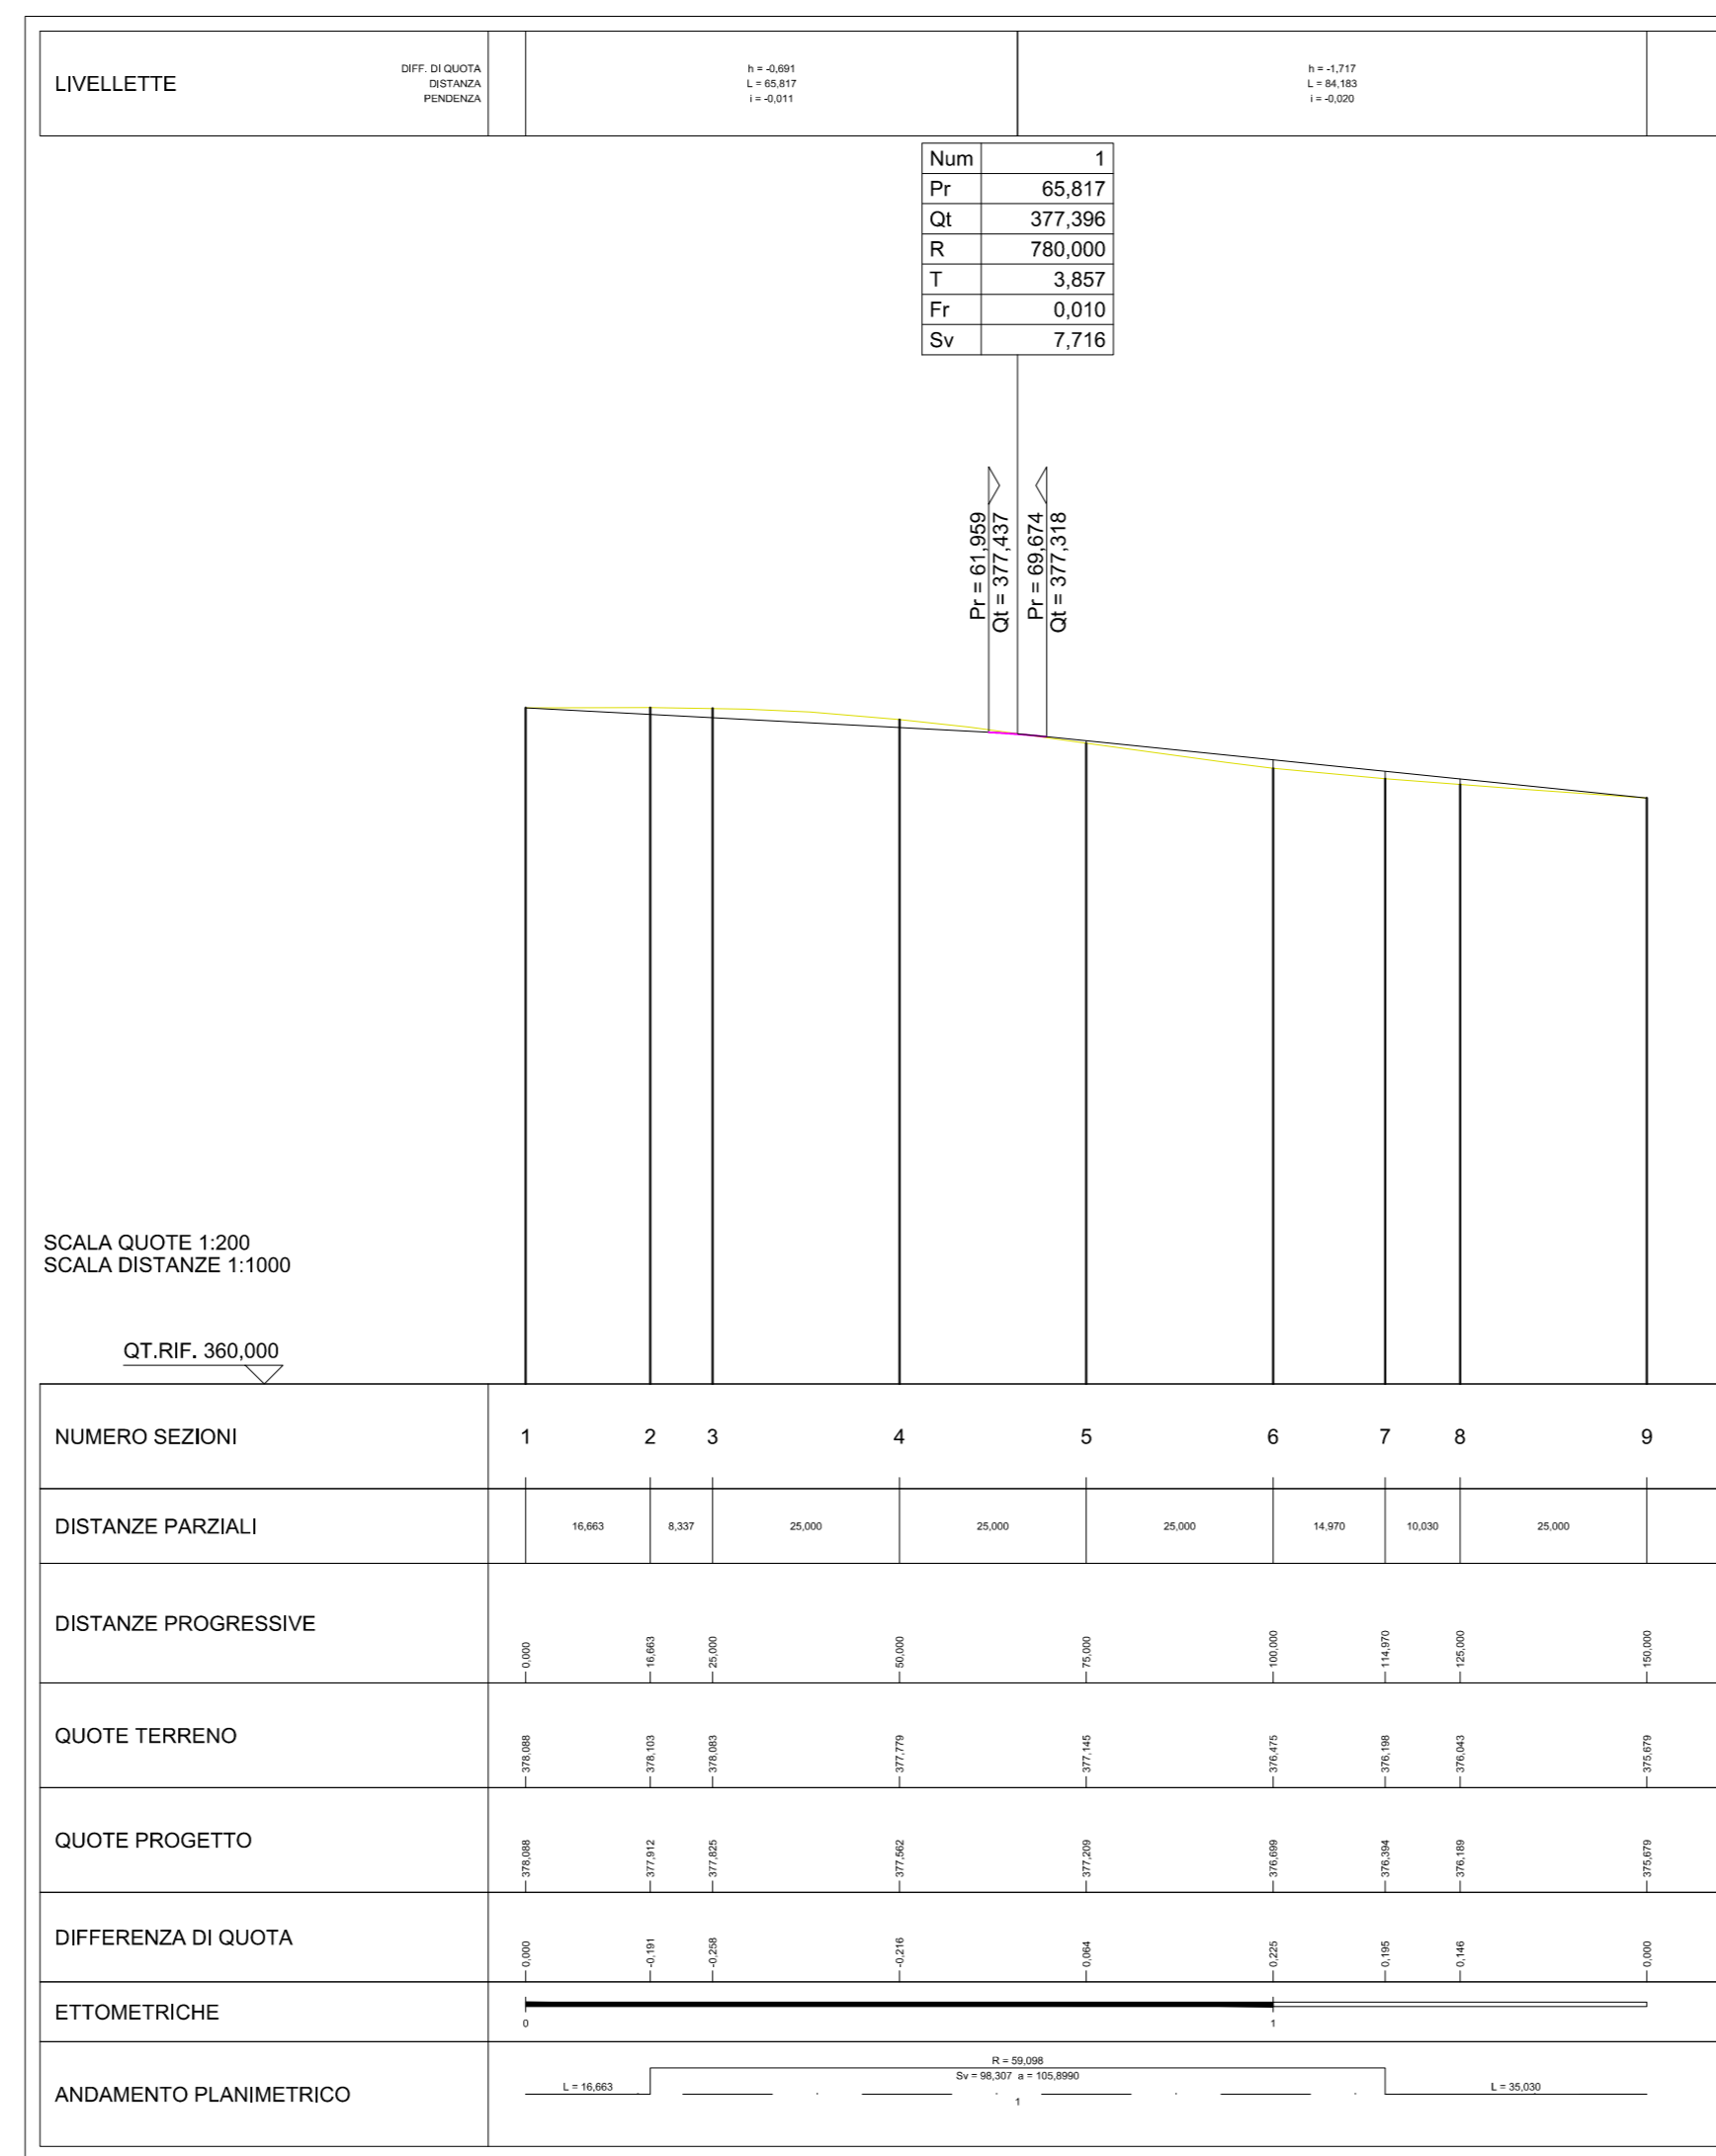 LIVELLETTE
DIFF. DI QUOTA
DISTANZA
PENDENZA
h = -0,691
L = 65,817
i = -0,011
h = -1,717
L = 84,183
i = -0,020
Num 1
Pr 65,817
Qt 377,396
R 780,000
T 3,857
Fr 0,010
Sv 7,716
Pr = 61,959
Qt = 377,437
Pr = 69,674
Qt = 377,318
SCALA QUOTE 1:200
SCALA DISTANZE 1:1000
QT.RIF. 360,000
NUMERO SEZIONI 1 2 3 4 5 6 7 8 9
DISTANZE PARZIALI 16,663 8,337 25,000 25,000 25,000 14,970 10,030 25,000
DISTANZE PROGRESSIVE 0,000 16,663 25,000 50,000 75,000 100,000 114,970 125,000 150,000
QUOTE TERRENO 378,088 378,103 378,083 377,779 377,145 376,475 376,198 376,043 375,679
QUOTE PROGETTO 378,088 377,912 377,825 377,562 377,209 376,699 376,394 376,189 375,679
DIFFERENZA DI QUOTA 0,000 -0,191 -0,258 -0,216 0,064 0,225 0,195 0,146 0,000
ETTOMETRICHE
0 1
ANDAMENTO PLANIMETRICO
L = 16,663
R = 59,098
Sv = 98,307 a = 105,8990
1
L = 35,030